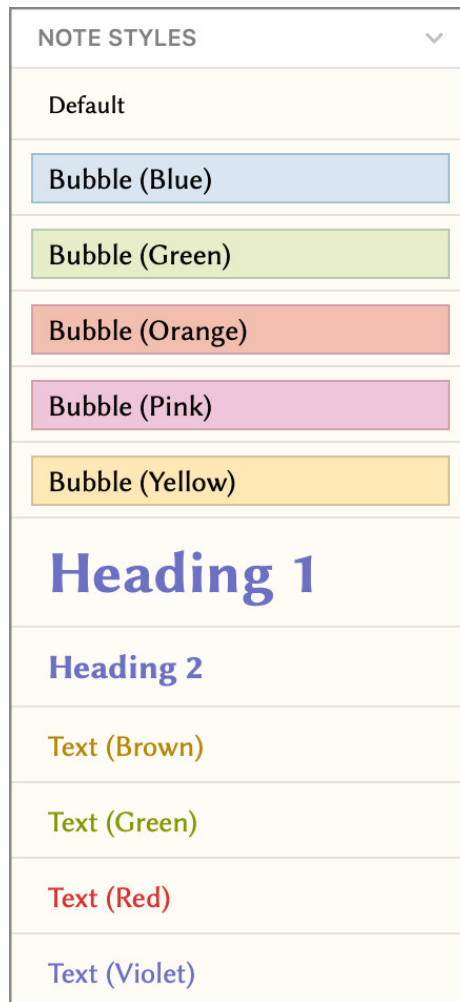 NOTE STYLES
Default
Bubble (Blue)
Bubble (Green)
Bubble (Orange)
Bubble (Pink)
Bubble (Yellow)
Heading 1
Heading 2
Text (Brown)
Text (Green)
Text (Red)
Text (Violet)